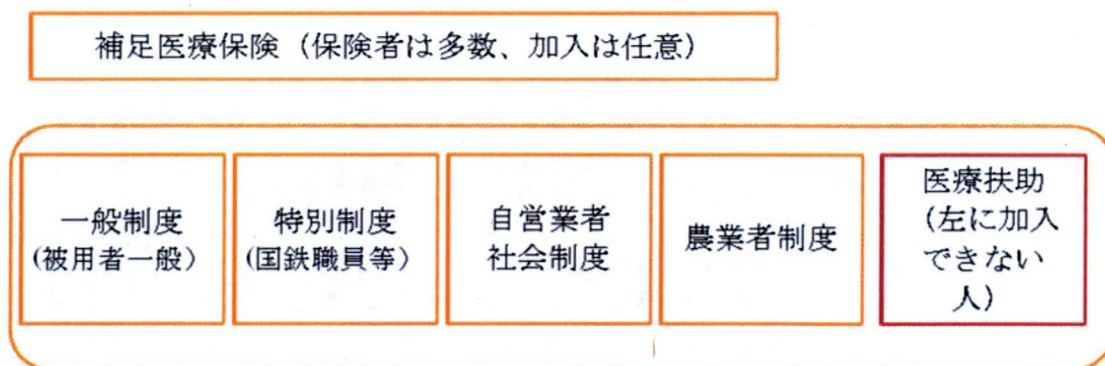 補足医療保険（保険者は多数、加入は任意）
一般制度
(被用者一般）
特別制度
(国鉄職員等）
自営業者
社会制度
農業者制度
医療扶助
（左に加入
できない
人）